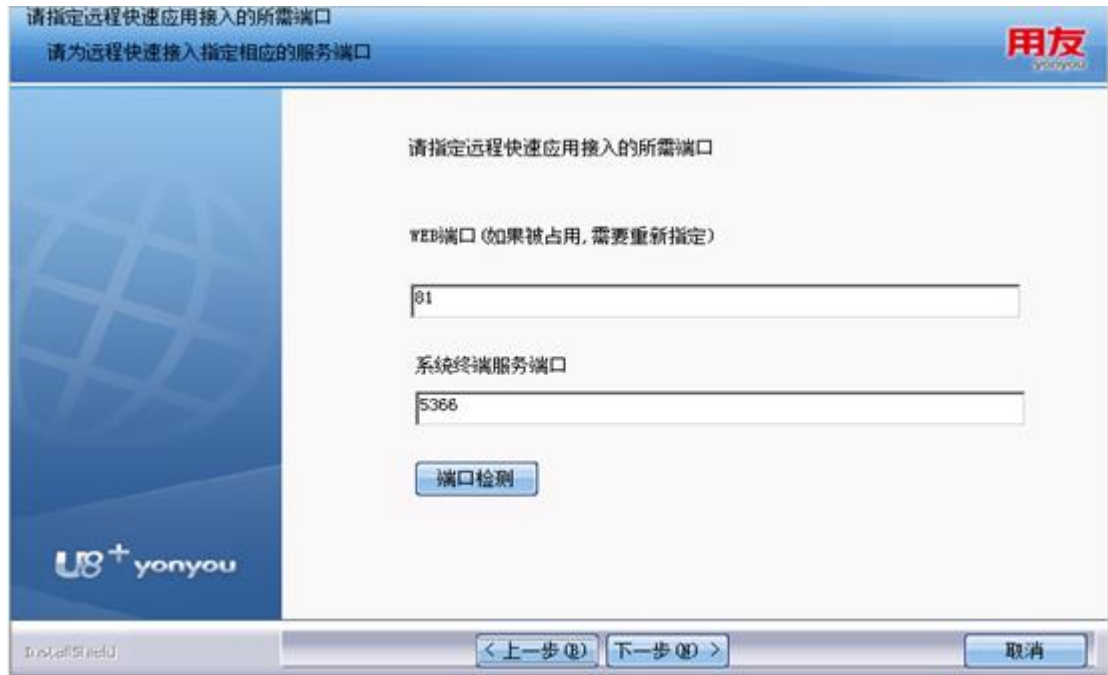 请指定远程快速应用接入的所需端口
请为远程快速接入指定相应的服务端口
用友
yonyou
请指定远程快速应用接入的所需端口
WEB端口(如果被占用,需要重新指定)
81
系统终端服务端口
5366
端口检测
U8+ yonyou
InstallShield
< 上一步(B) 下一步(N) > 取消